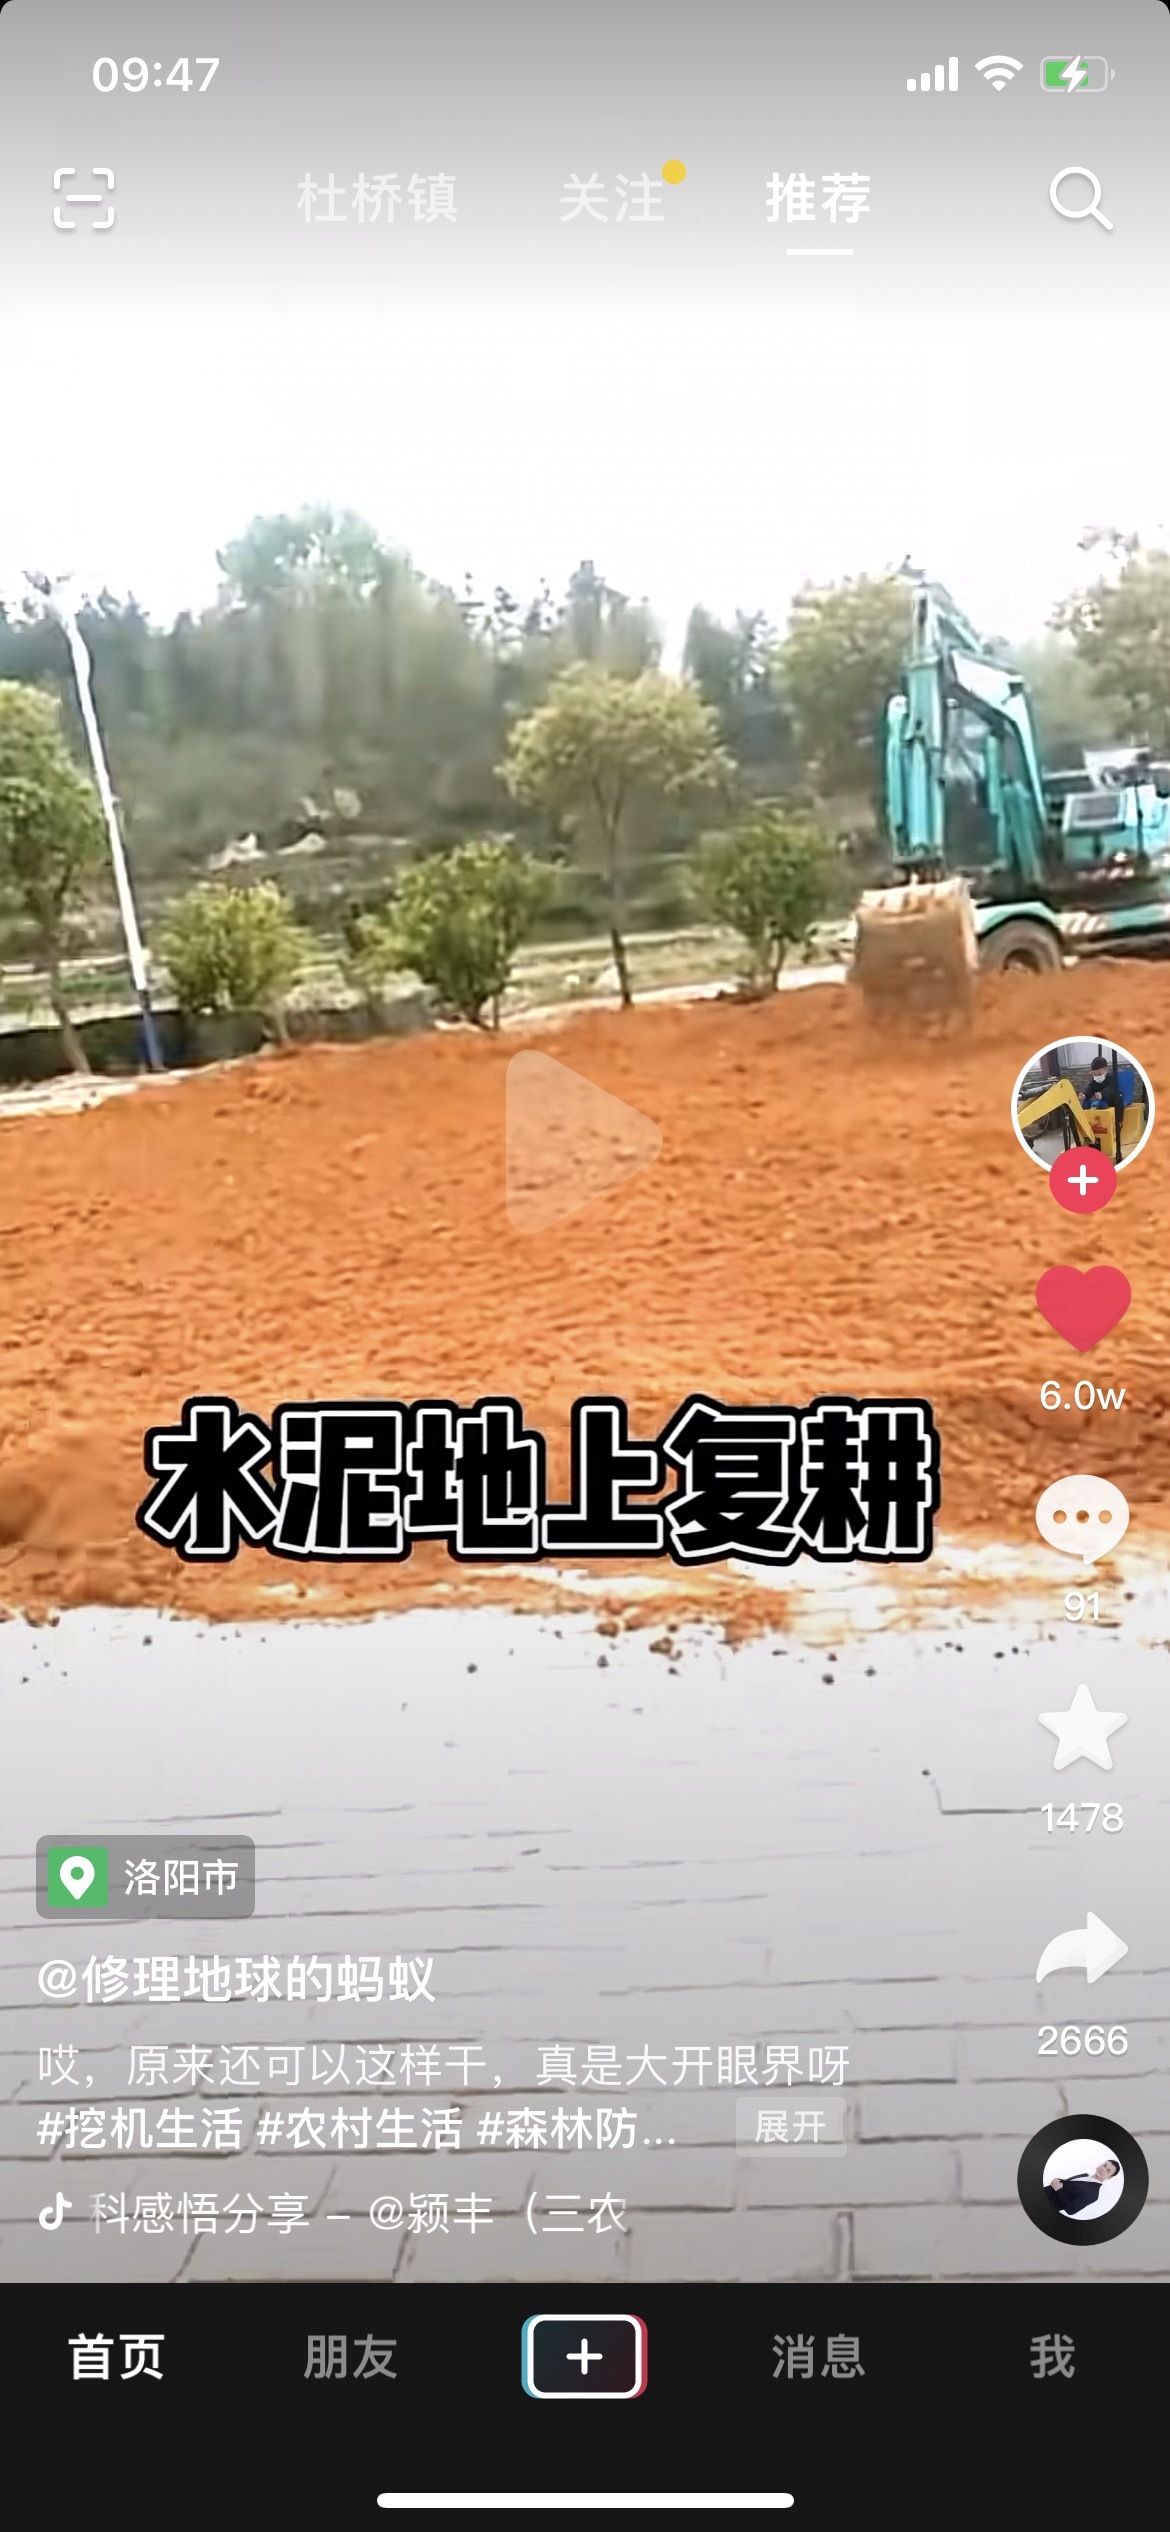 09:47
杜桥镇 关注 推荐
水泥地上复耕
6.0w
91
1478
洛阳市
@修理地球的蚂蚁
哎，原来还可以这样干，真是大开眼界呀
#挖机生活 #农村生活 #森林防... 展开
2666
科感悟分享 – @颍丰（三农
首页 朋友 消息 我